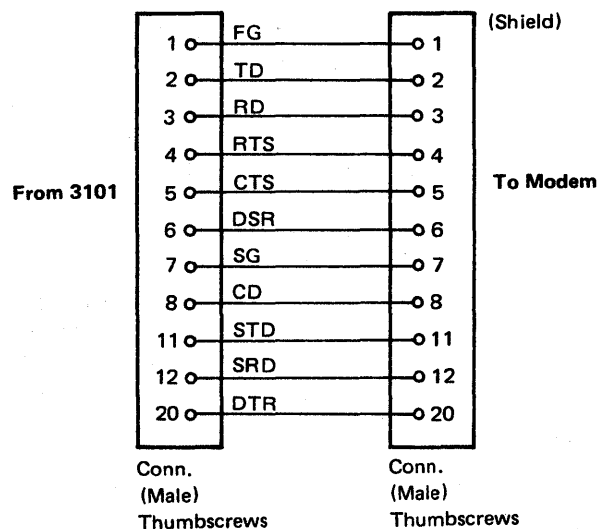 (Shield)
1 FG 1
2 TD 2
3 RD 3
4 RTS 4
From 3101 5 CTS 5 To Modem
6 DSR 6
7 SG 7
8 CD 8
11 STD 11
12 SRD 12
20 DTR 20
Conn. Conn.
(Male) (Male)
Thumbscrews Thumbscrews